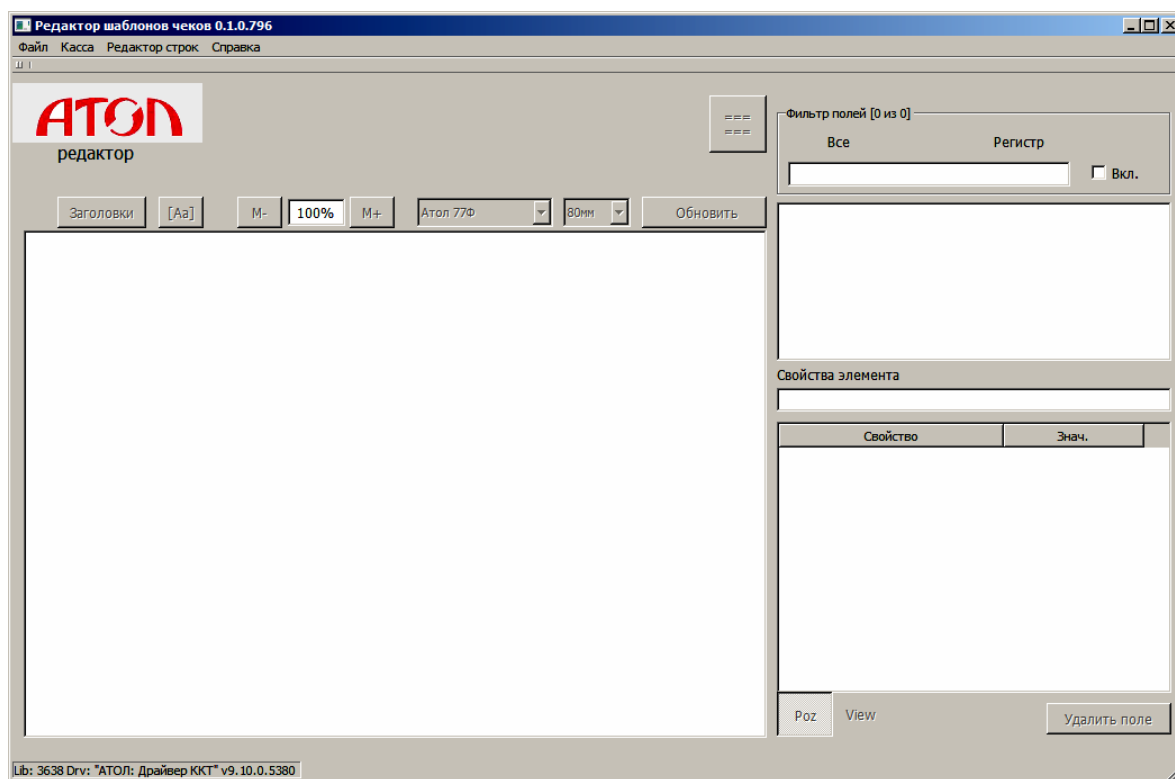 Редактор шаблонов чеков 0.1.0.796
Файл Касса Редактор строк Справка
АТОЛ
редактор
===
===
Фильтр полей [0 из 0]
Все Регистр
Вкл.
Заголовки [Aa] M- 100% M+ Атол 77Ф 80мм Обновить
Свойства элемента
Свойство Знач.
Poz View Удалить поле
Lib: 3638 Drv: "АТОЛ: Драйвер ККТ" v9.10.0.5380